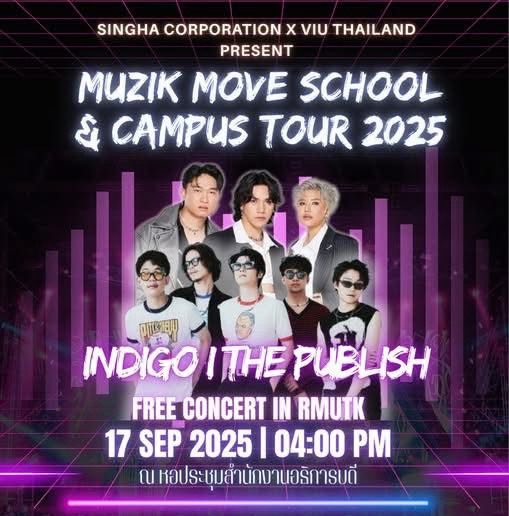 SINGHA CORPORATION X VIU THAILAND
PRESENT
MUZIK MOVE SCHOOL
& CAMPUS TOUR 2025
INDIGO | THE PUBLISH
FREE CONCERT IN RMUTK
17 SEP 2025 | 04:00 PM
ณ หอประชุมสำนักงานอธิการบดี